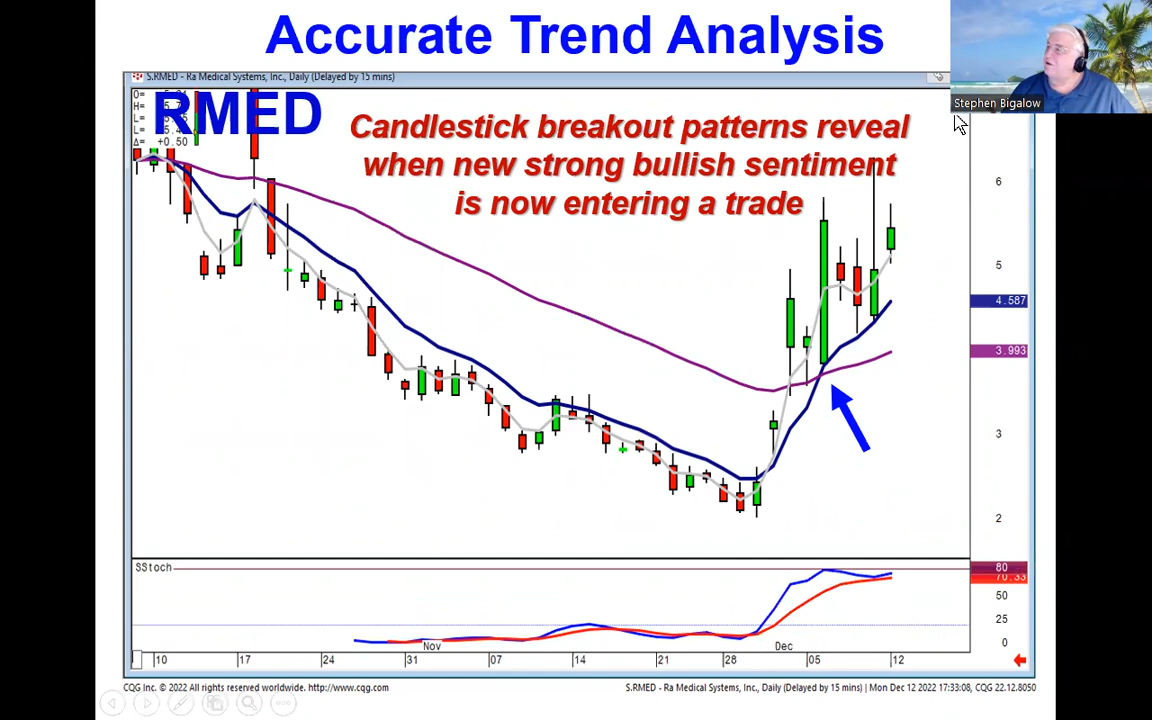 Accurate Trend Analysis
Stephen Bigalow
S.RMED - Ra Medical Systems, Inc., Daily (Delayed by 15 mins)
RMED
O=
H=
L=
L=
Δ= +0.50
Candlestick breakout patterns reveal
when new strong bullish sentiment
is now entering a trade
6
5
4.587
3.993
3
2
SStoch
80
70.33
50
25
0
Nov
Dec
10
17
24
31
07
14
21
28
05
12
CQG Inc. © 2022 All rights reserved worldwide. http://www.cqg.com
S.RMED - Ra Medical Systems, Inc., Daily (Delayed by 15 mins) | Mon Dec 12 2022 17:33:08, CQG 22.12.8050